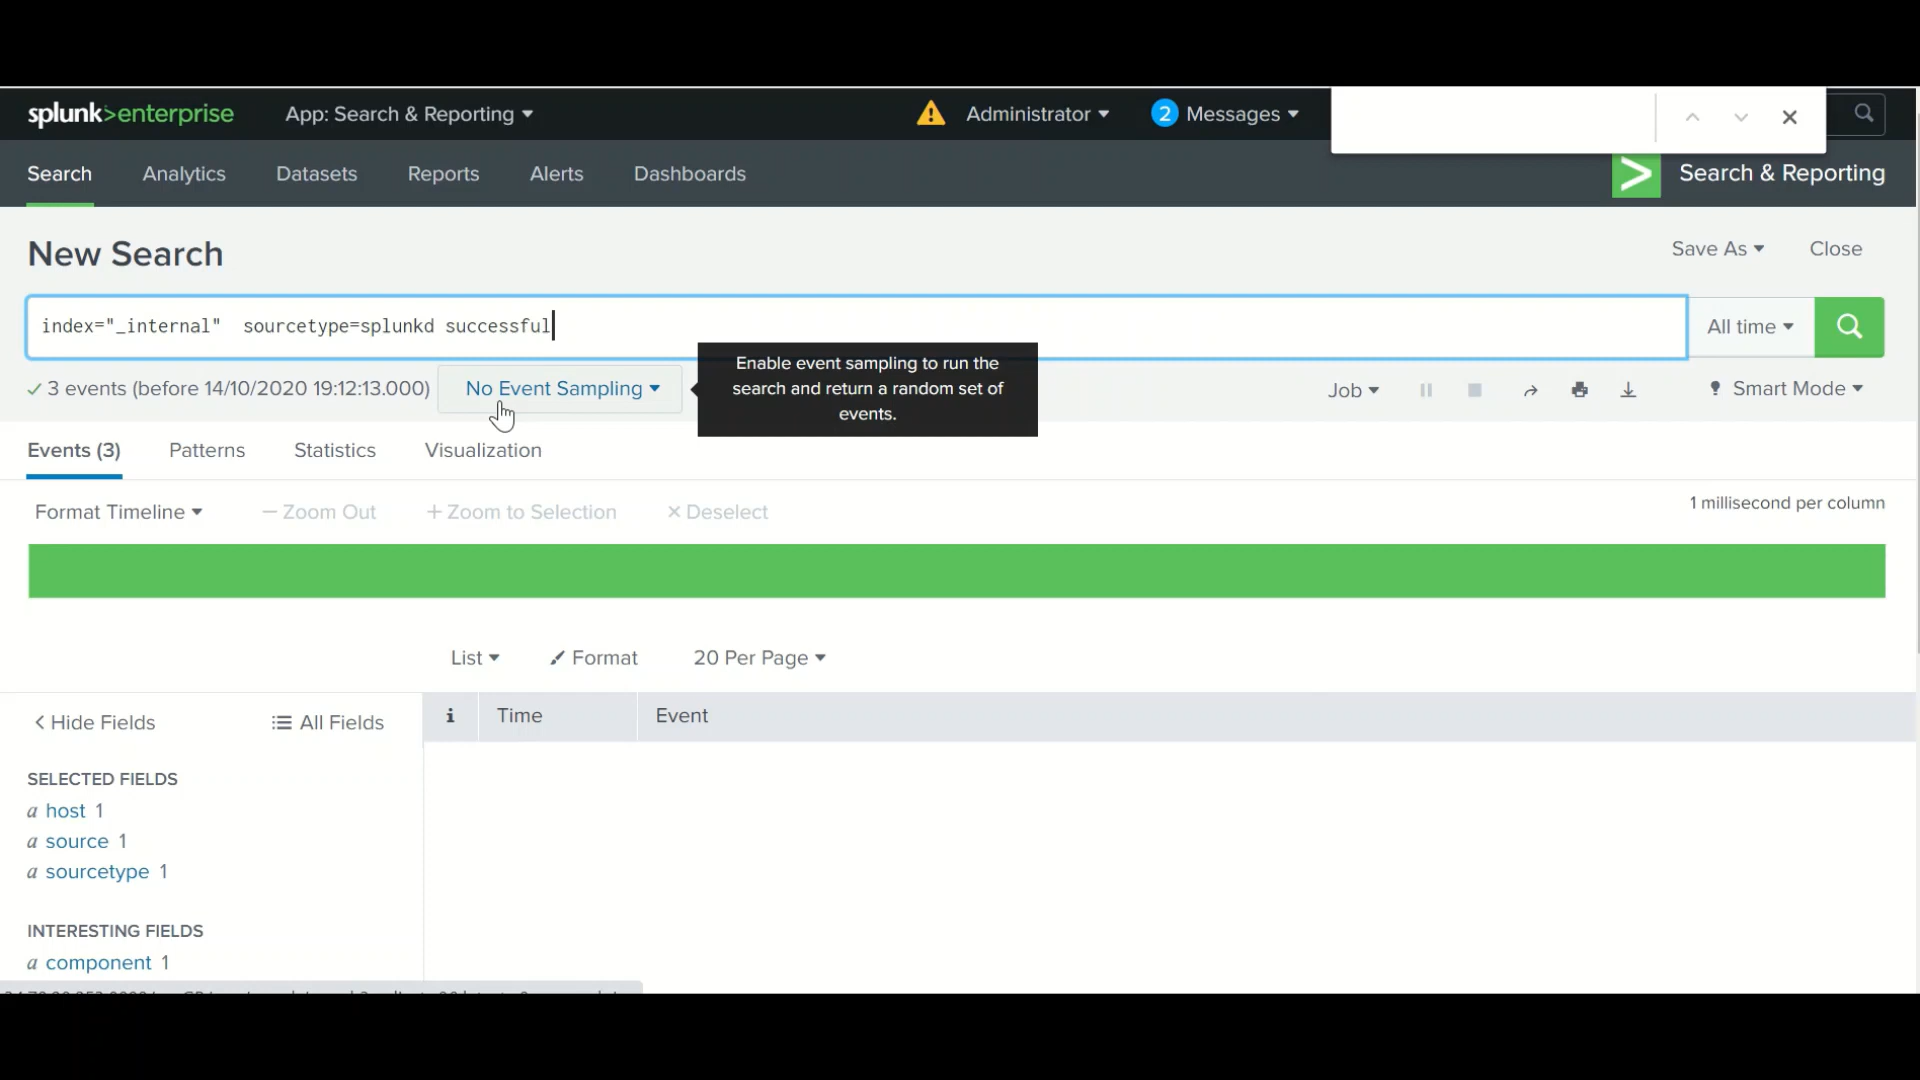 splunk>enterprise App: Search & Reporting Administrator 2 Messages
Search Analytics Datasets Reports Alerts Dashboards Search & Reporting
New Search Save As Close
index="_internal"  sourcetype=splunkd successful All time
3 events (before 14/10/2020 19:12:13.000) No Event Sampling Job Smart Mode
Enable event sampling to run the
search and return a random set of
events.
Events (3) Patterns Statistics Visualization
Format Timeline — Zoom Out + Zoom to Selection × Deselect 1 millisecond per column
List Format 20 Per Page
< Hide Fields All Fields i Time Event
SELECTED FIELDS
a host 1
a source 1
a sourcetype 1
INTERESTING FIELDS
a component 1